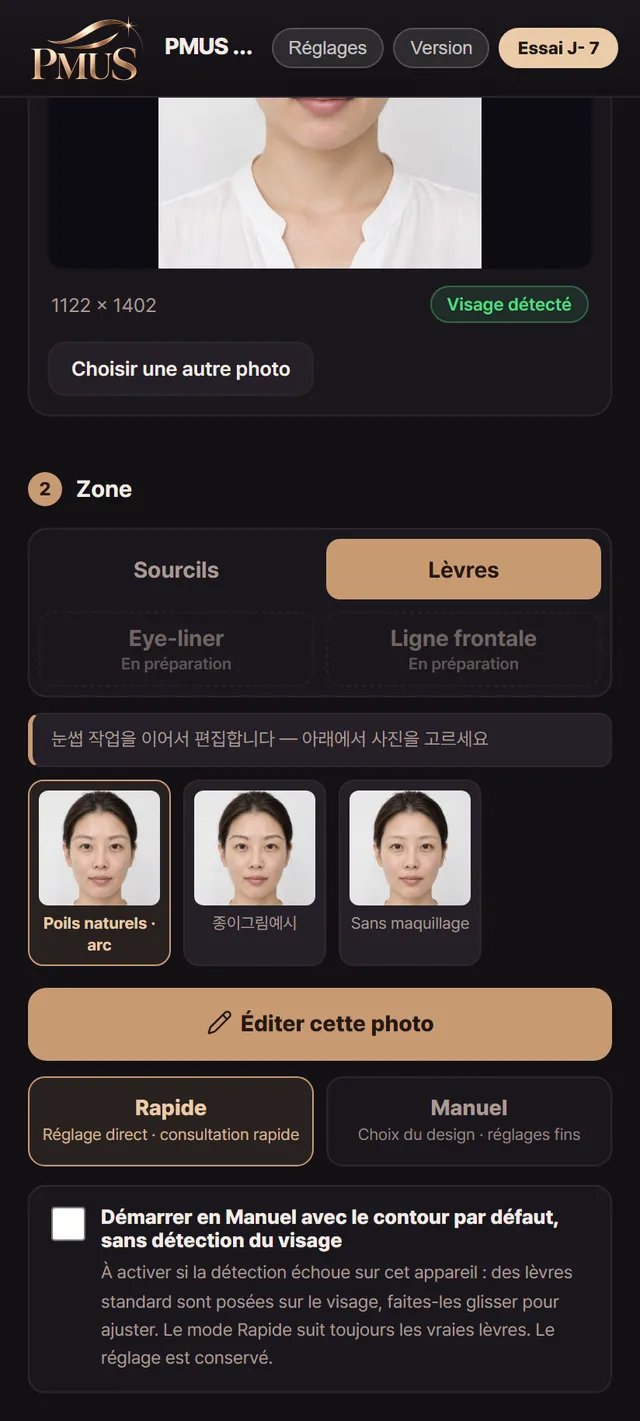 PMUS
PMUS ...
Réglages
Version
Essai J- 7
1122 × 1402
Visage détecté
Choisir une autre photo
2
Zone
Sourcils
Lèvres
Eye-liner
En préparation
Ligne frontale
En préparation
눈썹 작업을 이어서 편집합니다 — 아래에서 사진을 고르세요
Poils naturels ·
arc
종이그림예시
Sans maquillage
Éditer cette photo
Rapide
Réglage direct · consultation rapide
Manuel
Choix du design · réglages fins
Démarrer en Manuel avec le contour par défaut,
sans détection du visage
À activer si la détection échoue sur cet appareil : des lèvres
standard sont posées sur le visage, faites-les glisser pour
ajuster. Le mode Rapide suit toujours les vraies lèvres. Le
réglage est conservé.